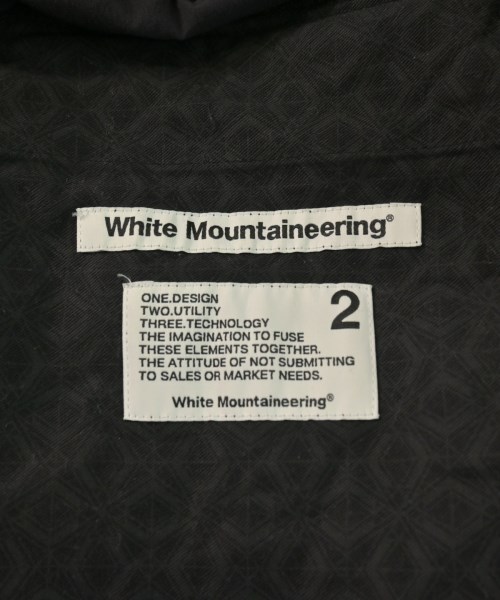 White Mountaineering®
ONE.DESIGN
2
TWO.UTILITY
THREE.TECHNOLOGY
THE IMAGINATION TO FUSE
THESE ELEMENTS TOGETHER.
THE ATTITUDE OF NOT SUBMITTING
TO SALES OR MARKET NEEDS.
White Mountaineering®